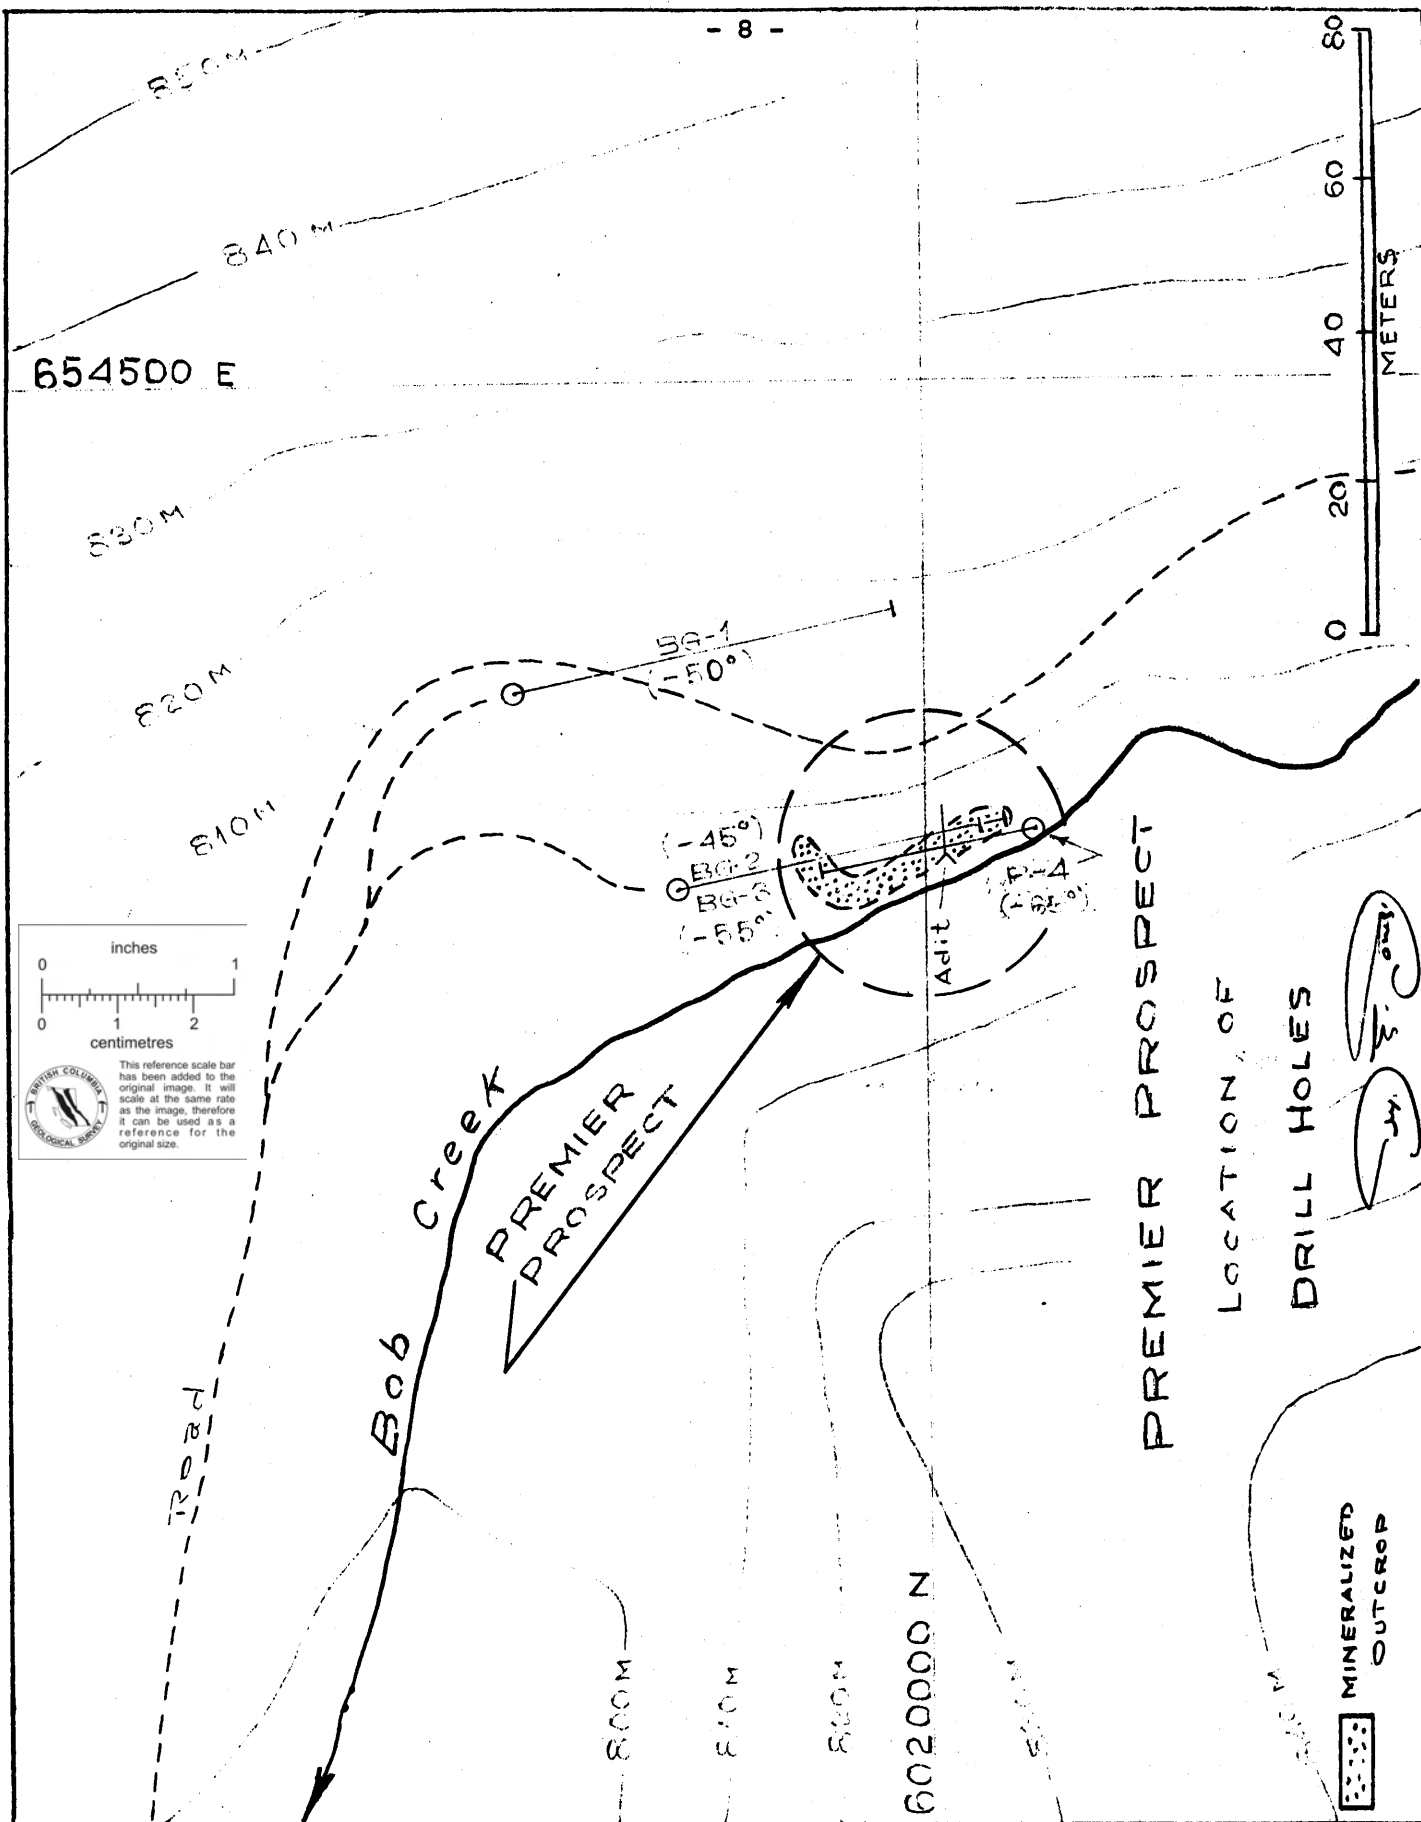 - 8 -
850M
840M
654500 E
830M
820M
810M
BG-1
(-50°)
(-45°)
BG-2
BG-3
(-55°)
P-4
Adit
80
60
40
20
0
METERS
inches
0 1
0 1 2
centimetres
This reference scale bar
has been added to the
original image. It will
scale at the same rate
as the image, therefore
it can be used as a
reference for the
original size.
BRITISH COLUMBIA
GEOLOGICAL SURVEY
Bob Creek
PREMIER
PROSPECT
Road
800M
810M
820M
6020000 N
PREMIER PROSPECT
LOCATION OF
DRILL HOLES
MINERALIZED
OUTCROP